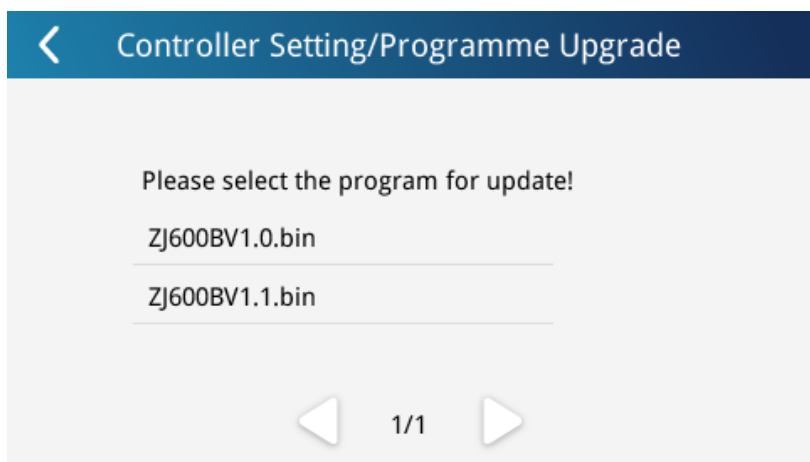 Controller Setting/Programme Upgrade
Please select the program for update!
ZJ600BV1.0.bin
ZJ600BV1.1.bin
1/1